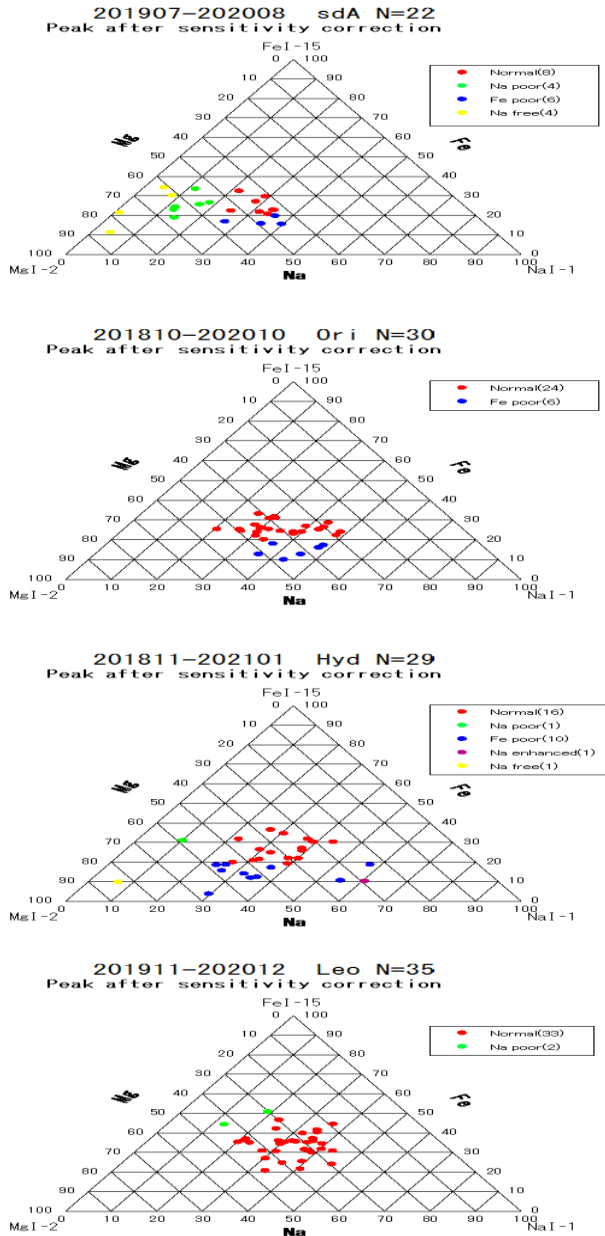 201907-202008 sdA N=22
Peak after sensitivity correction
FeI-15
0 100
Normal(8)
Na poor(4)
Fe poor(6)
Na free(4)
10 90
20 80
30 70
40 60
Mg Fe
50 50
60 40
70 30
80 20
90 10
100 0
0 10 20 30 40 50 60 70 80 90 100
MgI-2 Na NaI-1
201810-202010 Ori N=30
Peak after sensitivity correction
FeI-15
0 100
Normal(24)
Fe poor(6)
10 90
20 80
30 70
40 60
Mg Fe
50 50
60 40
70 30
80 20
90 10
100 0
0 10 20 30 40 50 60 70 80 90 100
MgI-2 Na NaI-1
201811-202101 Hyd N=29
Peak after sensitivity correction
FeI-15
0 100
Normal(16)
Na poor(1)
Fe poor(10)
Na enhanced(1)
Na free(1)
10 90
20 80
30 70
40 60
Mg Fe
50 50
60 40
70 30
80 20
90 10
100 0
0 10 20 30 40 50 60 70 80 90 100
MgI-2 Na NaI-1
201911-202012 Leo N=35
Peak after sensitivity correction
FeI-15
0 100
Normal(33)
Na poor(2)
10 90
20 80
30 70
40 60
Mg Fe
50 50
60 40
70 30
80 20
90 10
100 0
0 10 20 30 40 50 60 70 80 90 100
MgI-2 Na NaI-1